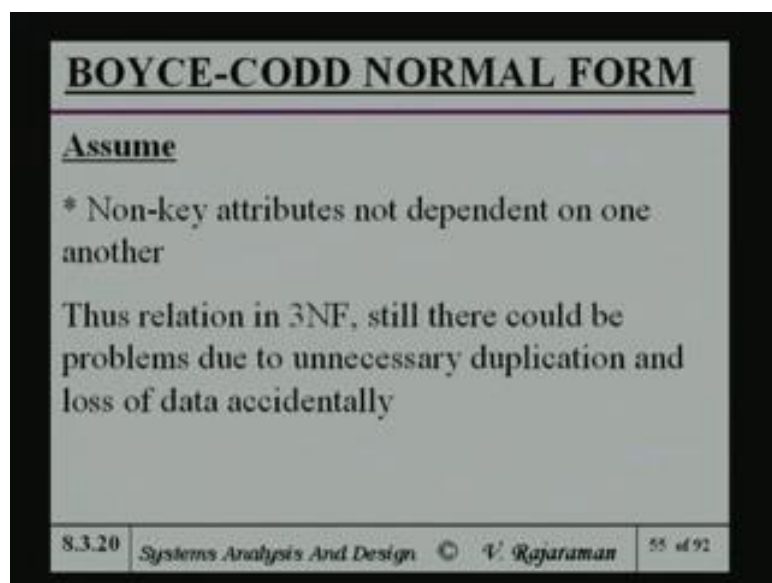 BOYCE-CODD NORMAL FORM
Assume
* Non-key attributes not dependent on one
another
Thus relation in 3NF, still there could be
problems due to unnecessary duplication and
loss of data accidentally
8.3.20 Systems Analysis And Design © V. Rajaraman 55 of 92